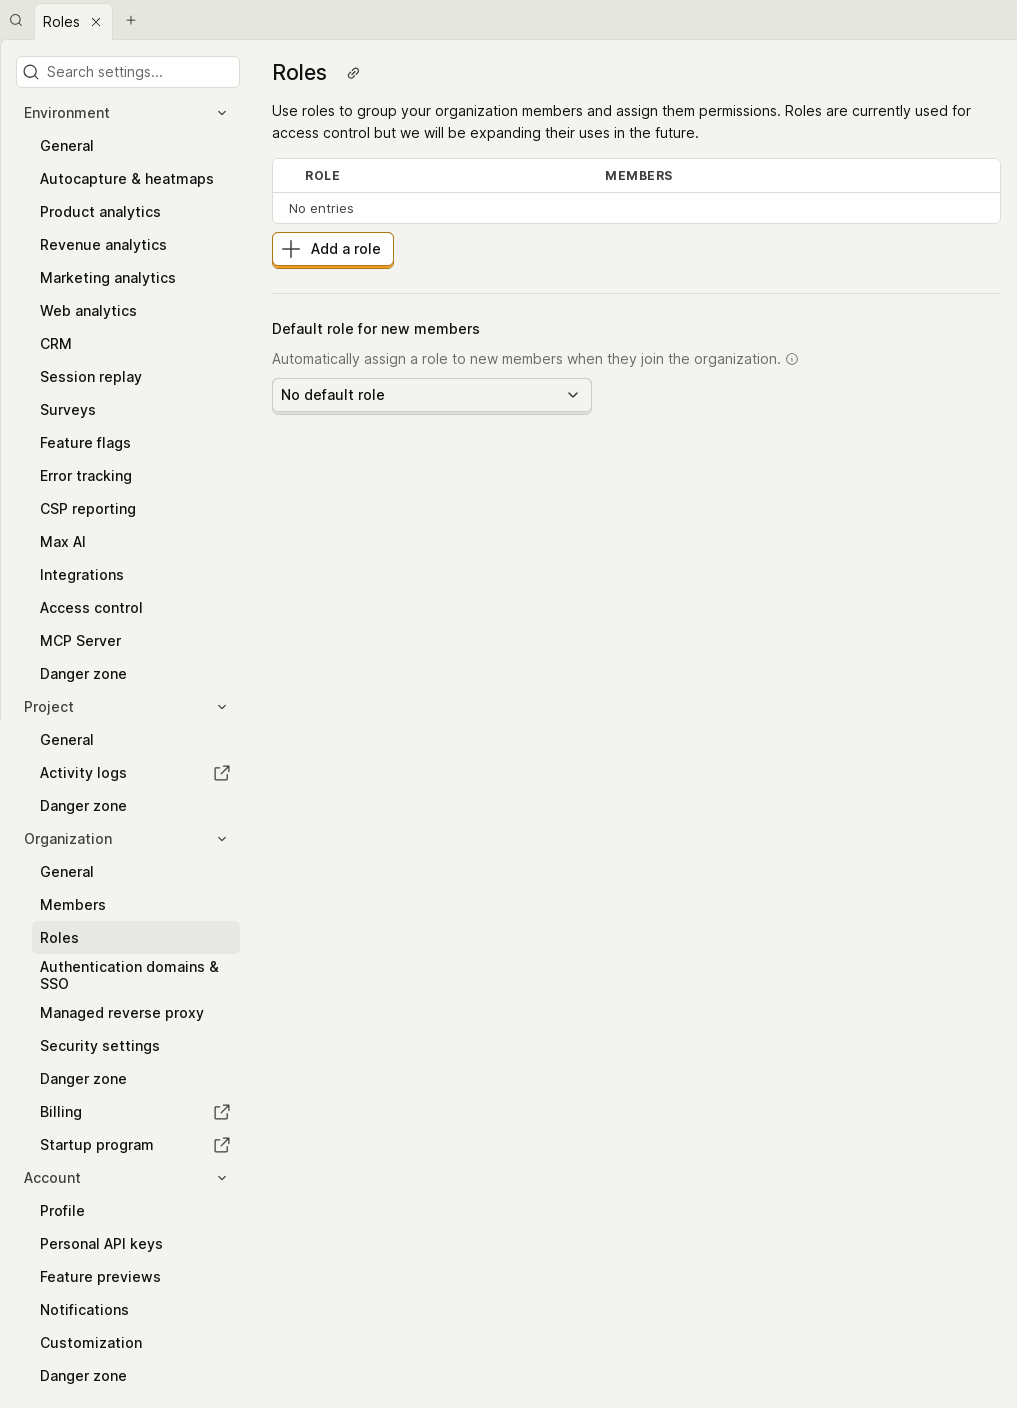 Roles
Search settings...
Environment
General
Autocapture & heatmaps
Product analytics
Revenue analytics
Marketing analytics
Web analytics
CRM
Session replay
Surveys
Feature flags
Error tracking
CSP reporting
Max AI
Integrations
Access control
MCP Server
Danger zone
Project
General
Activity logs
Danger zone
Organization
General
Members
Roles
Authentication domains &
SSO
Managed reverse proxy
Security settings
Danger zone
Billing
Startup program
Account
Profile
Personal API keys
Feature previews
Notifications
Customization
Danger zone
Roles
Use roles to group your organization members and assign them permissions. Roles are currently used for
access control but we will be expanding their uses in the future.
ROLE MEMBERS
No entries
Add a role
Default role for new members
Automatically assign a role to new members when they join the organization.
No default role